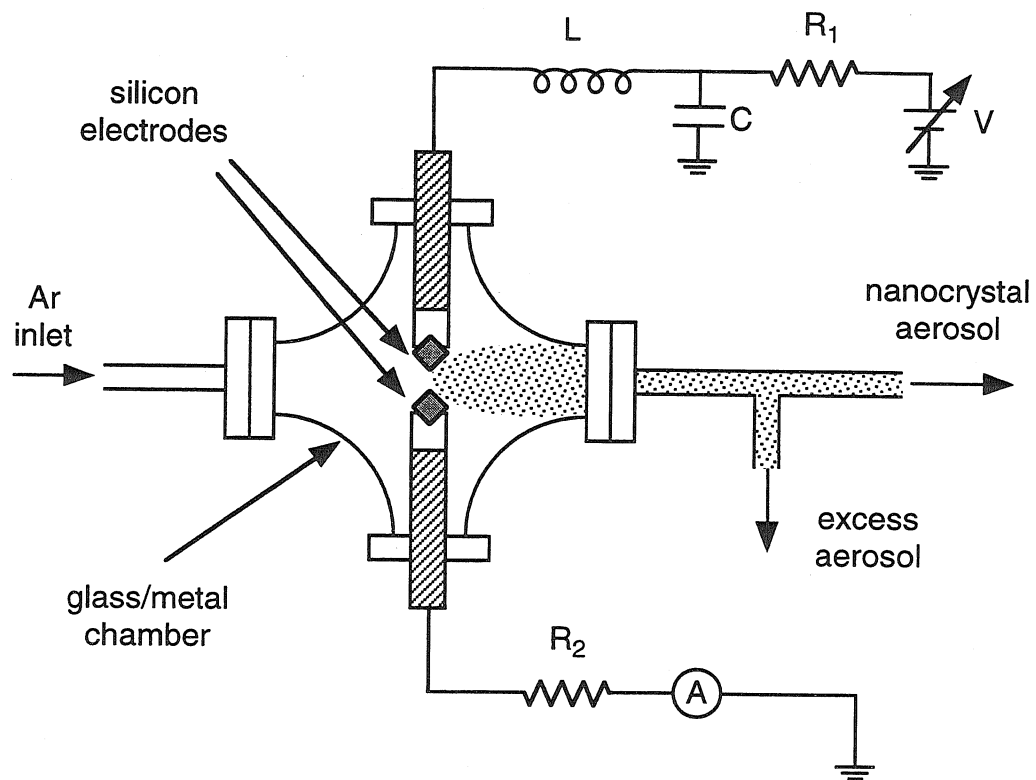 L
R1
silicon
electrodes
C
V
Ar
inlet
nanocrystal
aerosol
excess
aerosol
glass/metal
chamber
R2
A